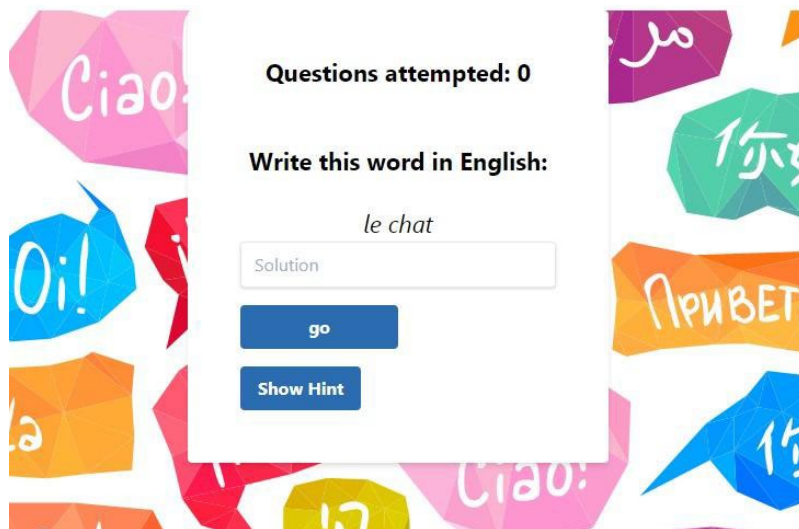 Questions attempted: 0
Write this word in English:
le chat
Solution
go
Show Hint
Ciao!
Oi!
Привет
Ciao!